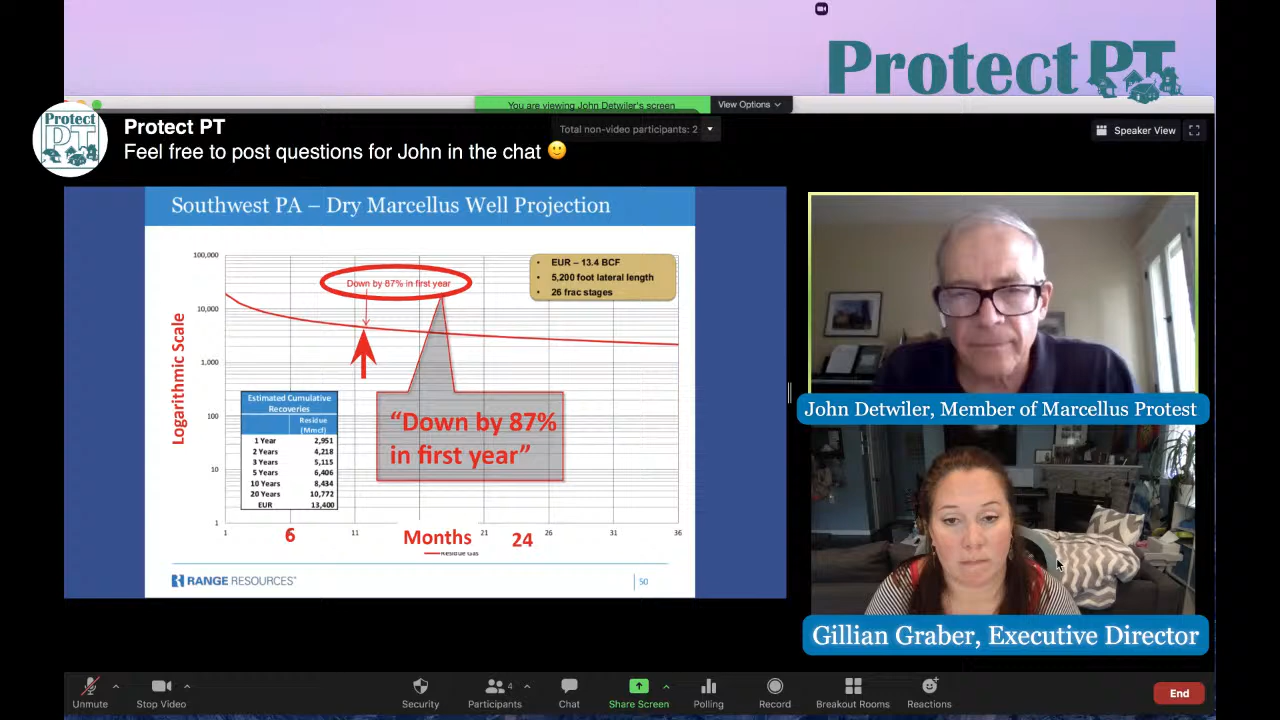 Protect PT
You are viewing John Detwiler's screen
View Options
Protect PT
Total non-video participants: 2
Speaker View
Protect PT
Feel free to post questions for John in the chat 🙂
Southwest PA – Dry Marcellus Well Projection
100,000
10,000
1,000
100
10
1
Logarithmic Scale
Down by 87% in first year
• EUR – 13.4 BCF
• 5,200 foot lateral length
• 26 frac stages
Estimated Cumulative
Recoveries
Residue
(Mmcf)
1 Year 2,951
2 Years 4,218
3 Years 5,115
5 Years 6,406
10 Years 8,434
20 Years 10,772
EUR 13,400
“Down by 87%
in first year”
1 6 11 Months 21 24 26 31 36
Residue Gas
RANGE RESOURCES
50
John Detwiler, Member of Marcellus Protest
Gillian Graber, Executive Director
Unmute
Stop Video
Security
4
Participants
Chat
Share Screen
Polling
Record
Breakout Rooms
Reactions
End